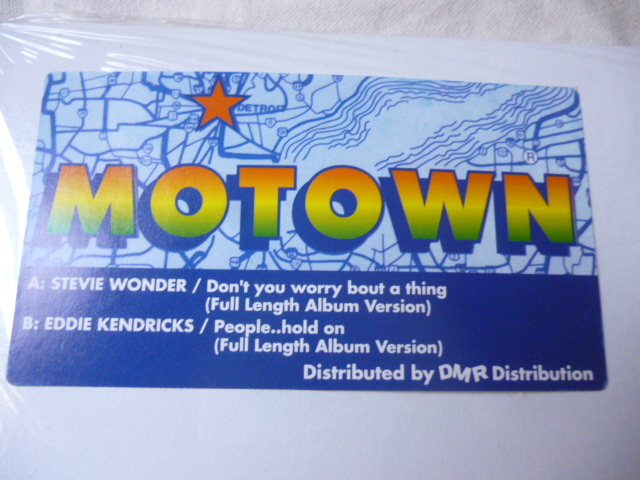 DETROIT
MOTOWN®
A: STEVIE WONDER / Don't you worry bout a thing
(Full Length Album Version)
B: EDDIE KENDRICKS / People..hold on
(Full Length Album Version)
Distributed by DMR Distribution